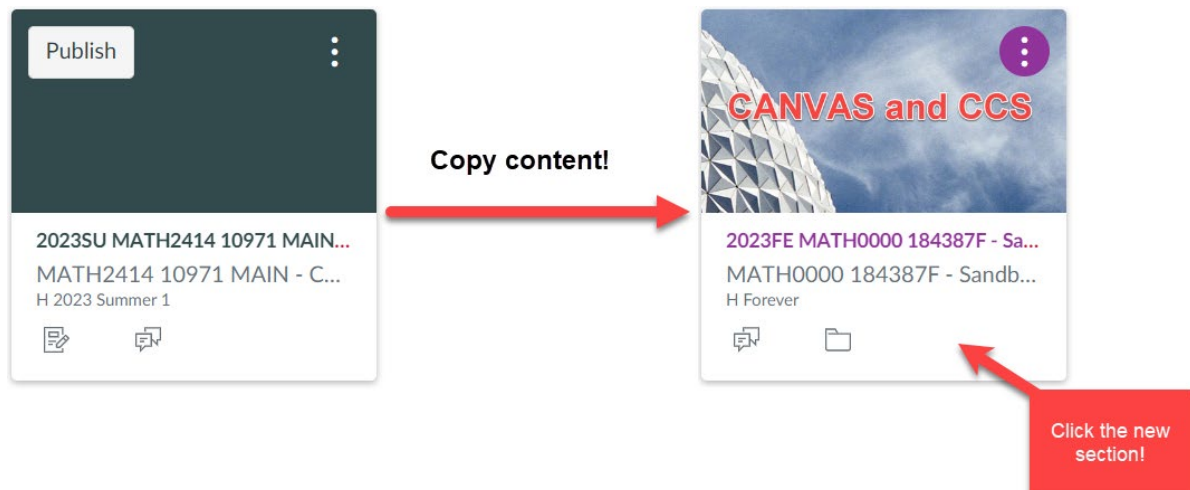 Publish
2023SU MATH2414 10971 MAIN...
MATH2414 10971 MAIN - C...
H 2023 Summer 1
Copy content!
CANVAS and CCS
2023FE MATH0000 184387F - Sa...
MATH0000 184387F - Sandb...
H Forever
Click the new
section!